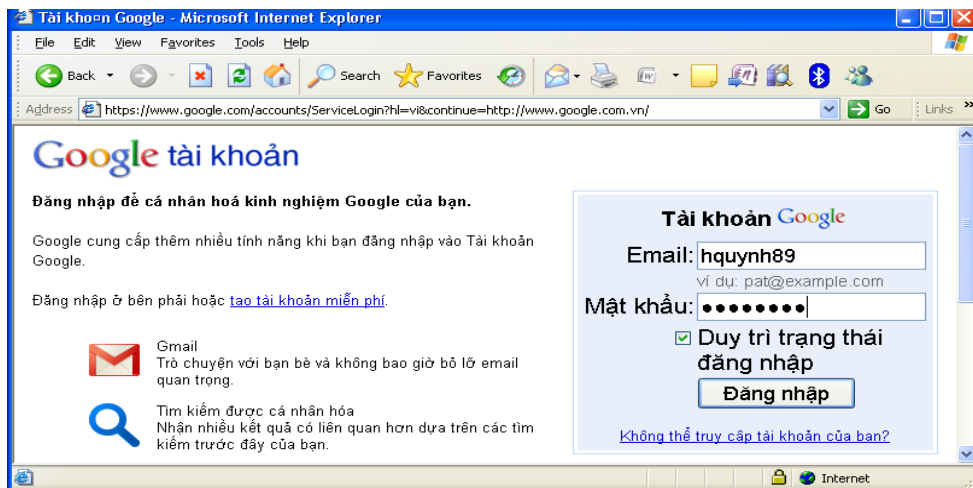 Tài kho¤n Google - Microsoft Internet Explorer
File Edit View Favorites Tools Help
Back Search Favorites
Address https://www.google.com/accounts/ServiceLogin?hl=vi&continue=http://www.google.com.vn/ Go Links »
Google tài khoản
Đăng nhập để cá nhân hoá kinh nghiệm Google của bạn.
Google cung cấp thêm nhiều tính năng khi bạn đăng nhập vào Tài khoản
Google.
Đăng nhập ở bên phải hoặc tạo tài khoản miễn phí.
Gmail
Trò chuyện với bạn bè và không bao giờ bỏ lỡ email
quan trọng.
Tìm kiếm được cá nhân hóa
Nhận nhiều kết quả có liên quan hơn dựa trên các tìm
kiếm trước đây của bạn.
Tài khoản Google
Email: hquynh89
ví dụ: pat@example.com
Mật khẩu: ●●●●●●●●
Duy trì trạng thái
đăng nhập
Đăng nhập
Không thể truy cập tài khoản của bạn?
Internet